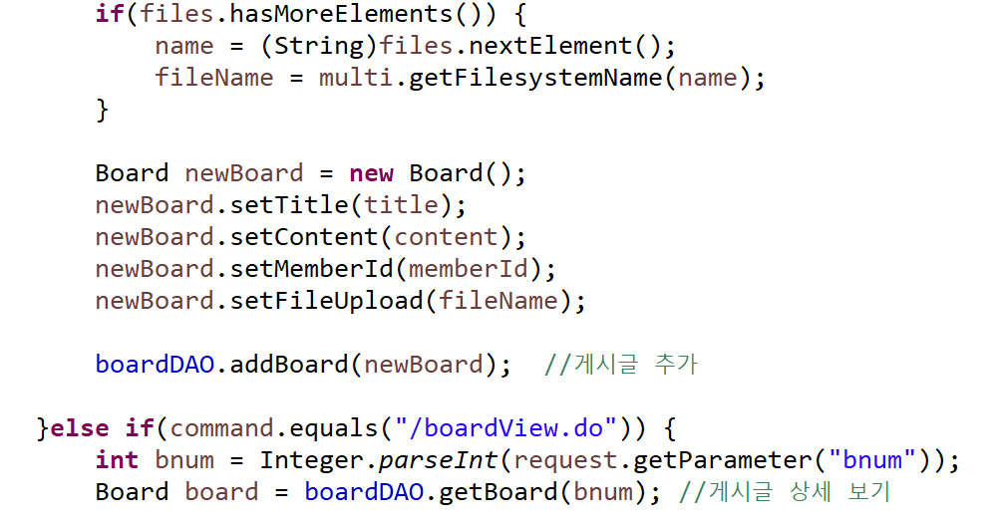 if(files.hasMoreElements()) {
name = (String)files.nextElement();
fileName = multi.getFilesystemName(name);
}
Board newBoard = new Board();
newBoard.setTitle(title);
newBoard.setContent(content);
newBoard.setMemberId(memberId);
newBoard.setFileUpload(fileName);
boardDAO.addBoard(newBoard);  //게시글 추가
}else if(command.equals("/boardView.do")) {
int bnum = Integer.parseInt(request.getParameter("bnum"));
Board board = boardDAO.getBoard(bnum); //게시글 상세 보기